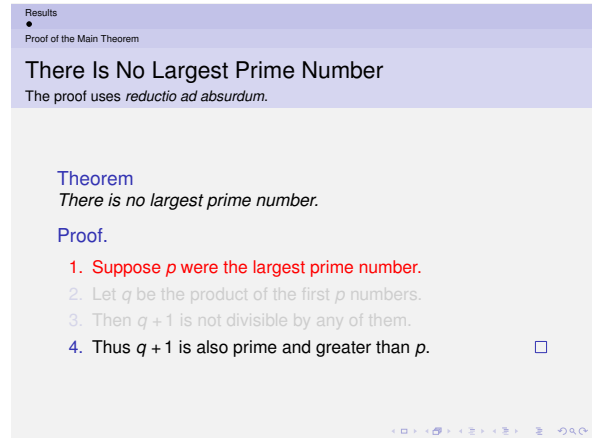 Results
Proof of the Main Theorem
There Is No Largest Prime Number
The proof uses reductio ad absurdum.
Theorem
There is no largest prime number.
Proof.
1. Suppose p were the largest prime number.
2. Let q be the product of the first p numbers.
3. Then q + 1 is not divisible by any of them.
4. Thus q + 1 is also prime and greater than p.